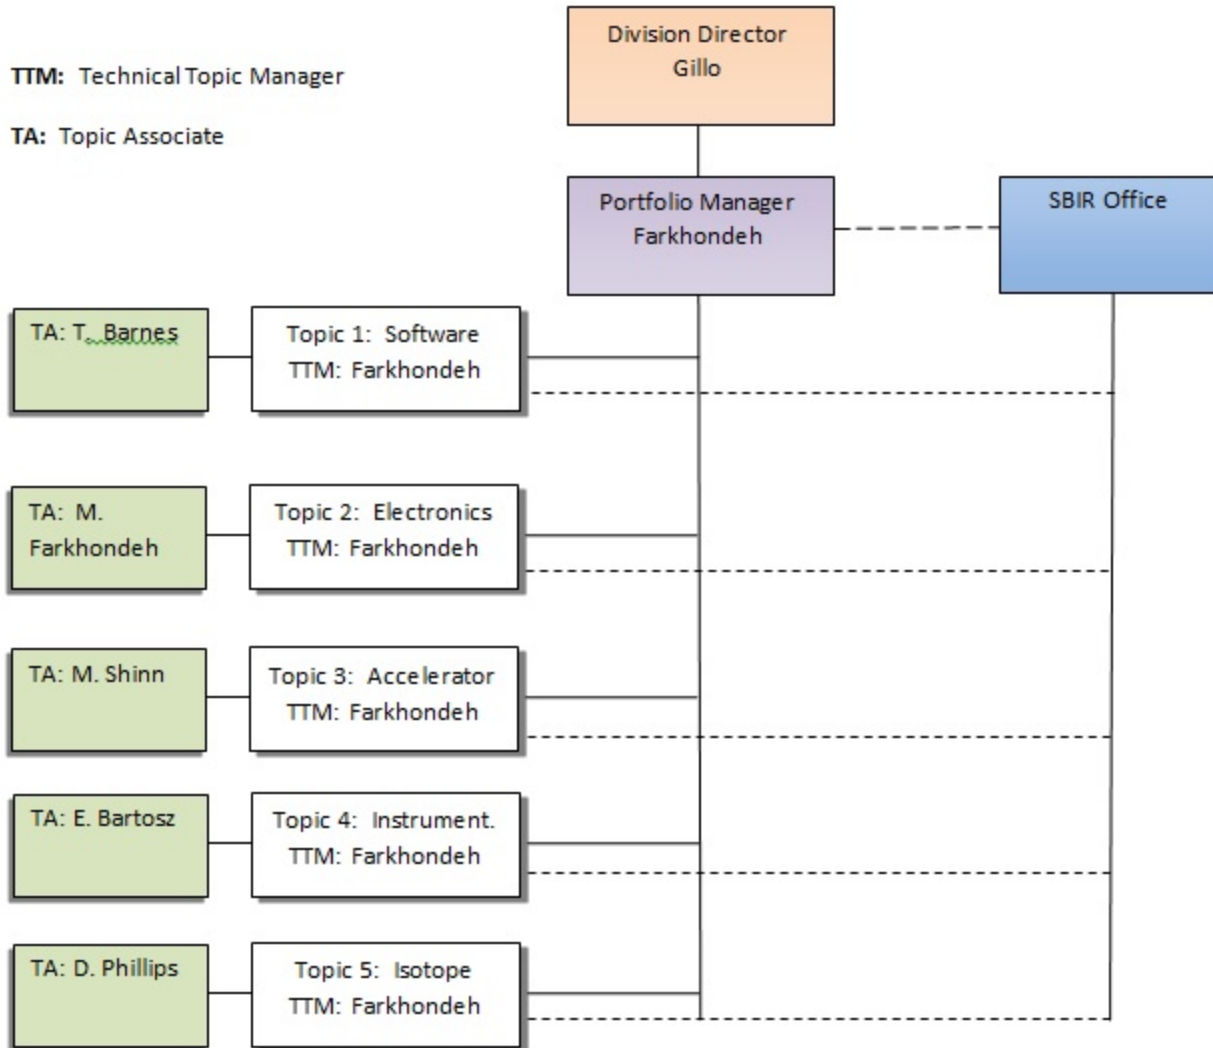 Division Director
Gillo
TTM: Technical Topic Manager
TA: Topic Associate
Portfolio Manager
Farkhondeh
SBIR Office
TA: T. Barnes
Topic 1: Software
TTM: Farkhondeh
TA: M.
Farkhondeh
Topic 2: Electronics
TTM: Farkhondeh
TA: M. Shinn
Topic 3: Accelerator
TTM: Farkhondeh
TA: E. Bartosz
Topic 4: Instrument.
TTM: Farkhondeh
TA: D. Phillips
Topic 5: Isotope
TTM: Farkhondeh